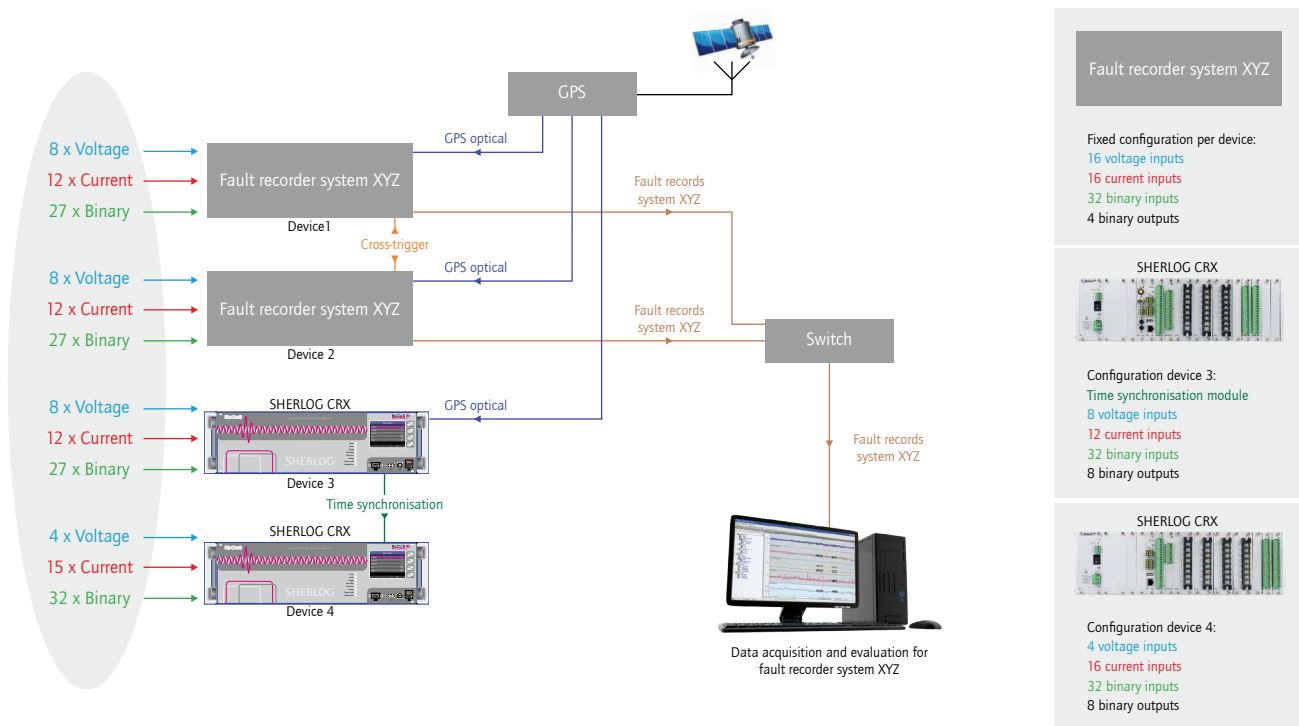 GPS
GPS optical
8 x Voltage
12 x Current
27 x Binary
Fault recorder system XYZ
Device1
Fault records
system XYZ
Cross-trigger
GPS optical
8 x Voltage
12 x Current
27 x Binary
Fault recorder system XYZ
Device 2
Fault records
system XYZ
Switch
GPS optical
8 x Voltage
12 x Current
27 x Binary
SHERLOG CRX
SHERLOG
Device 3
Time synchronisation
Fault records
system XYZ
4 x Voltage
15 x Current
32 x Binary
SHERLOG CRX
SHERLOG
Device 4
Data acquisition and evaluation for
fault recorder system XYZ
Fault recorder system XYZ
Fixed configuration per device:
16 voltage inputs
16 current inputs
32 binary inputs
4 binary outputs
SHERLOG CRX
Configuration device 3:
Time synchronisation module
8 voltage inputs
12 current inputs
32 binary inputs
8 binary outputs
SHERLOG CRX
Configuration device 4:
4 voltage inputs
16 current inputs
32 binary inputs
8 binary outputs